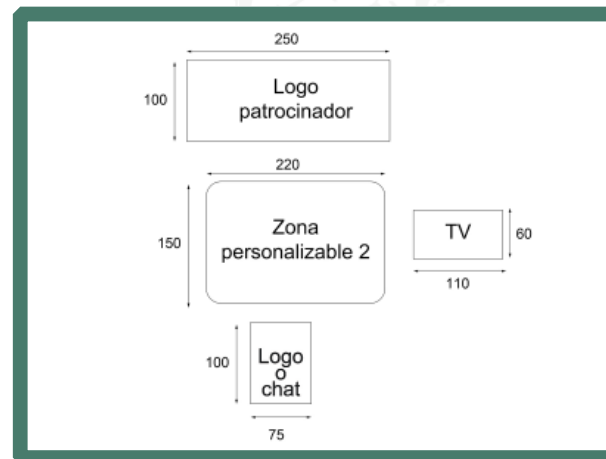 250
100
Logo
patrocinador
220
150
Zona
personalizable 2
TV
60
110
100
Logo
o
chat
75